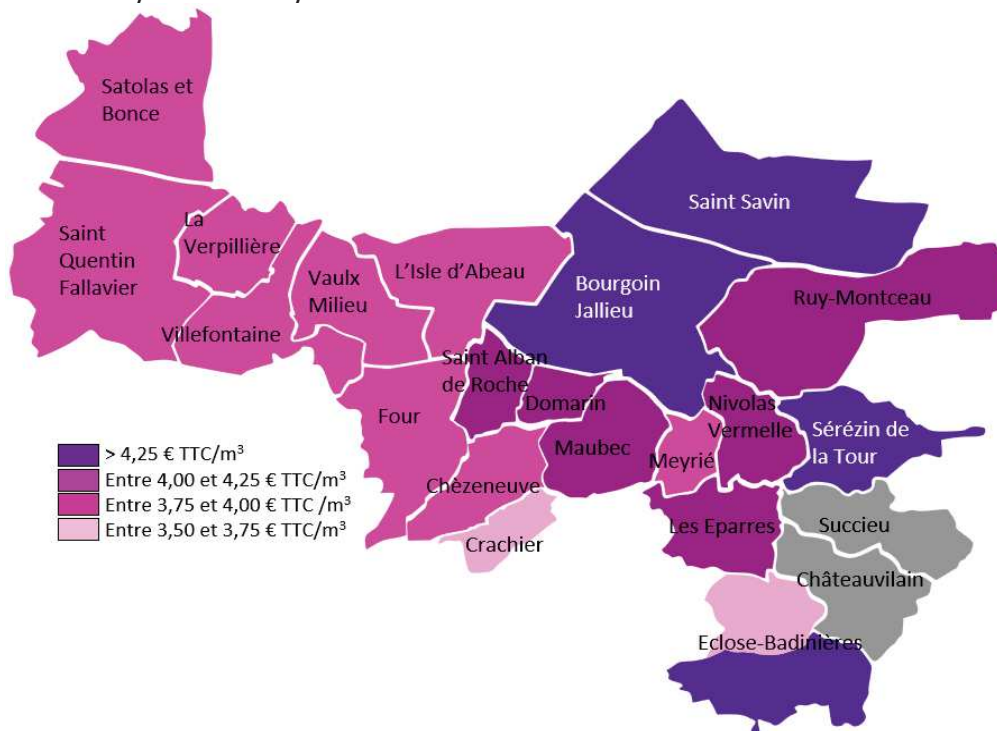 Satolas et
Bonce
Saint Savin
La
Verpillière
Saint
Quentin
Fallavier
L'Isle d'Abeau
Vaulx
Milieu
Bourgoin
Jallieu
Ruy-Montceau
Villefontaine
Saint Alban
de Roche
Domarin
Nivolas
Vermelle
Four
Maubec
Meyrié
Sérézin de
la Tour
> 4,25 € TTC/m³
Entre 4,00 et 4,25 € TTC/m³
Entre 3,75 et 4,00 € TTC /m³
Entre 3,50 et 3,75 € TTC/m³
Chèzeneuve
Crachier
Les Eparres
Succieu
Châteauvilain
Eclose-Badinières